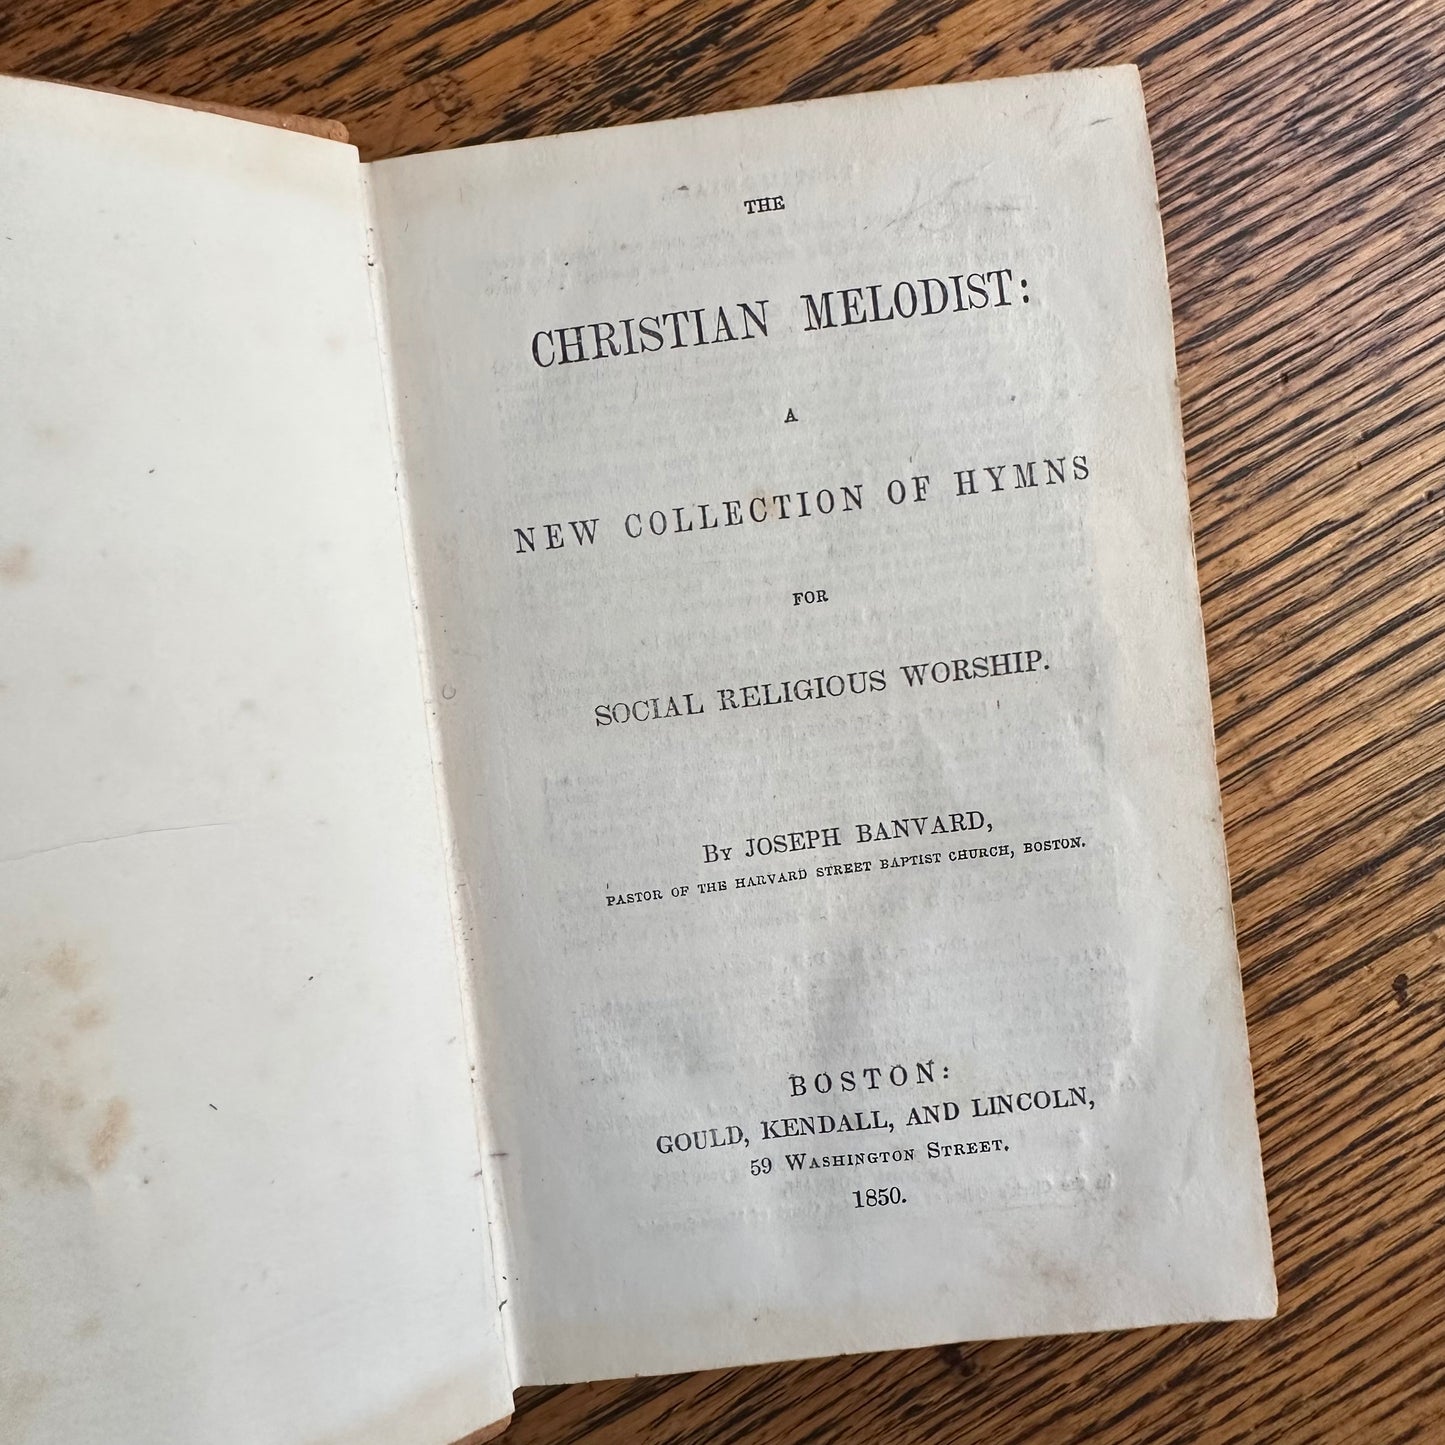 THE
CHRISTIAN MELODIST:
A
NEW COLLECTION OF HYMNS
FOR
SOCIAL RELIGIOUS WORSHIP.
By JOSEPH BANVARD,
PASTOR OF THE HARVARD STREET BAPTIST CHURCH, BOSTON.
BOSTON:
GOULD, KENDALL, AND LINCOLN,
59 WASHINGTON STREET.
1850.